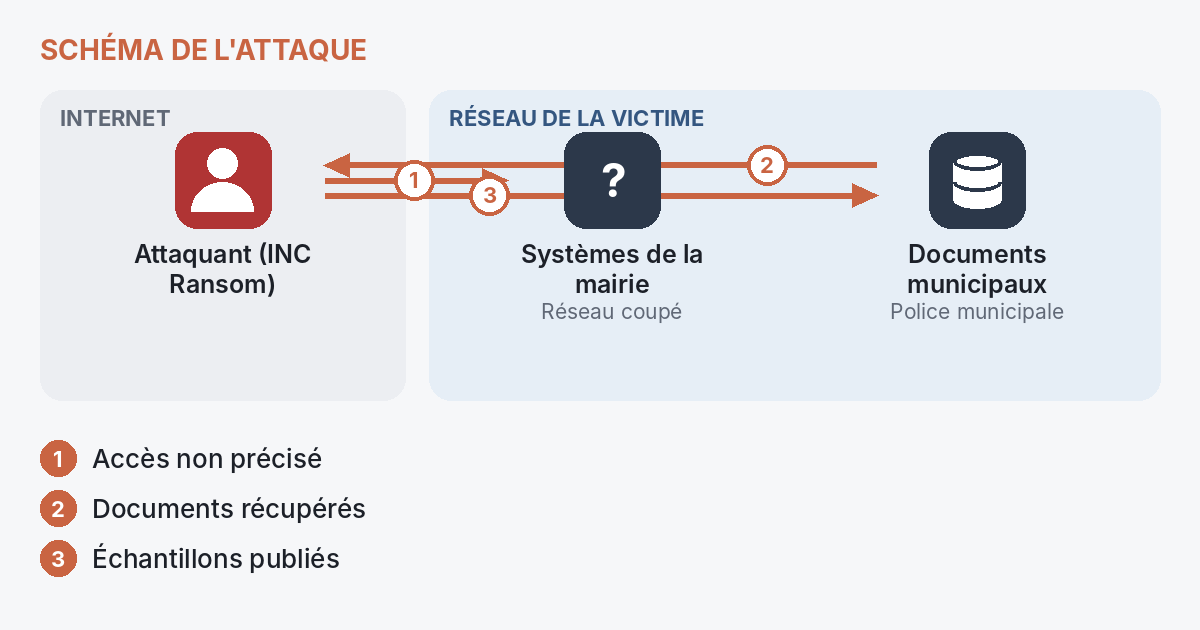 SCHÉMA DE L'ATTAQUE
INTERNET
RÉSEAU DE LA VICTIME
1
2
3
?
Attaquant (INC
Ransom)
Systèmes de la
mairie
Réseau coupé
Documents
municipaux
Police municipale
1 Accès non précisé
2 Documents récupérés
3 Échantillons publiés